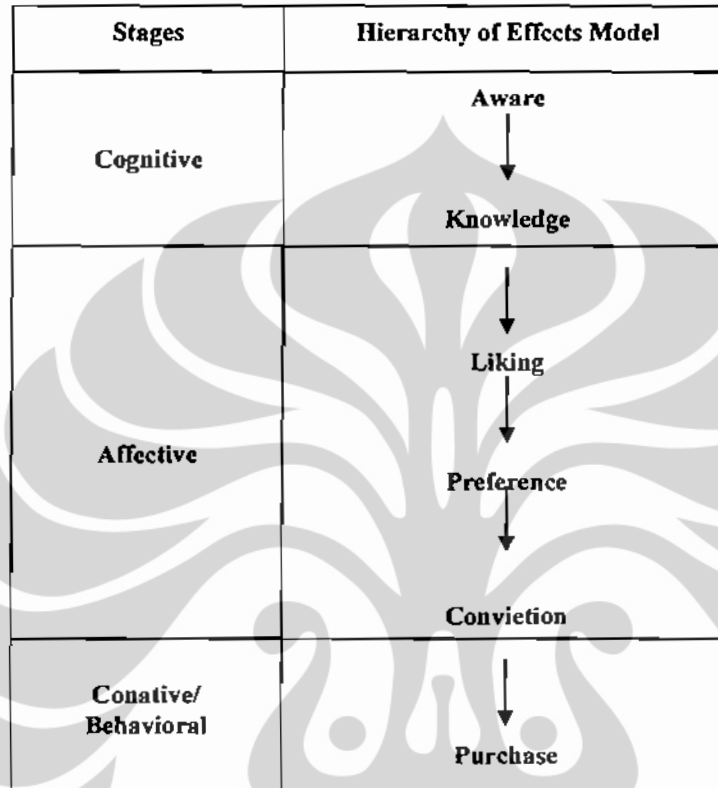 Stages
Hierarchy of Effects Model
Cognitive
Aware
Knowledge
Affective
Liking
Preference
Conviction
Conative/
Behavioral
Purchase